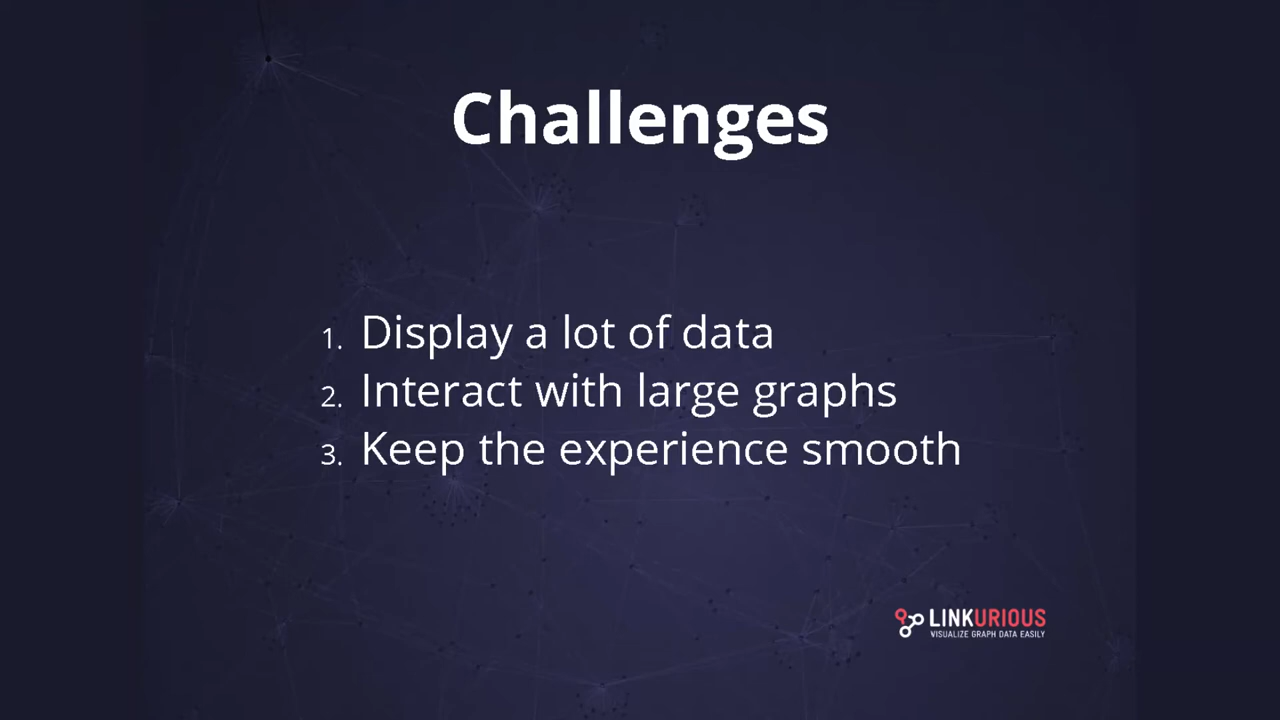 Challenges
1. Display a lot of data
2. Interact with large graphs
3. Keep the experience smooth
LINKURIOUS
VISUALIZE GRAPH DATA EASILY